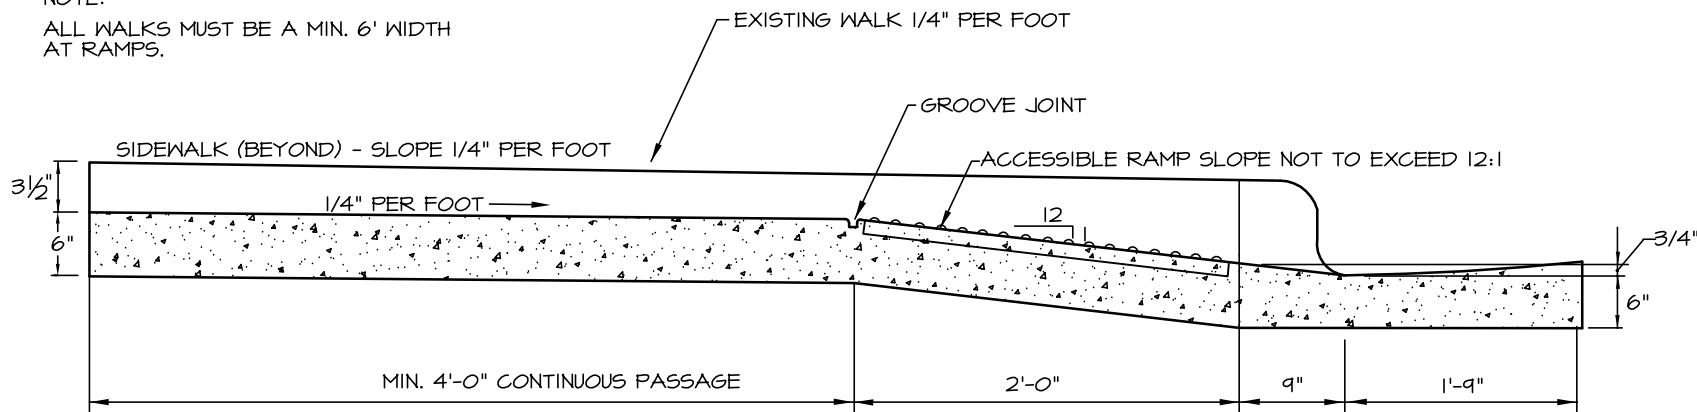 NOTE:
ALL WALKS MUST BE A MIN. 6' WIDTH
AT RAMPS.
EXISTING WALK 1/4" PER FOOT
GROOVE JOINT
SIDEWALK (BEYOND) - SLOPE 1/4" PER FOOT
ACCESSIBLE RAMP SLOPE NOT TO EXCEED 12:1
3 1/2"
1/4" PER FOOT
12
1
6"
3/4"
6"
MIN. 4'-0" CONTINUOUS PASSAGE
2'-0"
9"
1'-9"